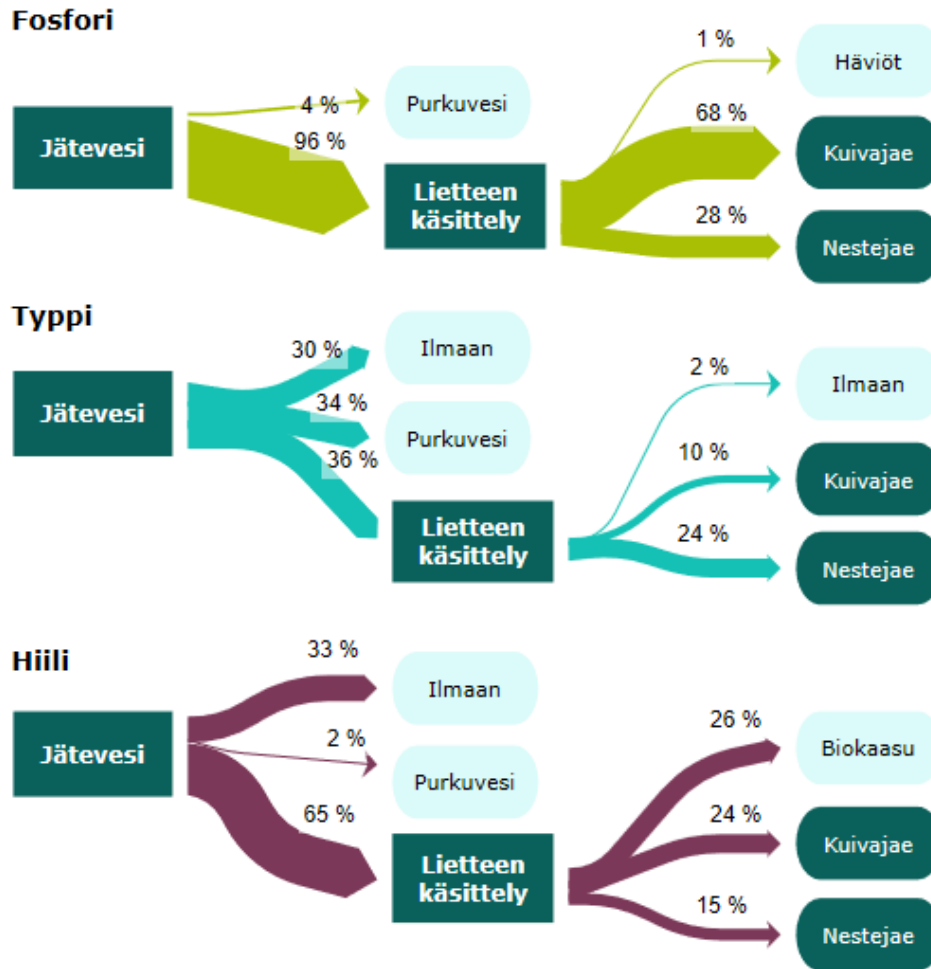 Fosfori
1 %
Häviöt
4 %
Purkuvesi
68 %
96 %
Jätevesi
Kuivajae
Lietteen
käsittely
28 %
Nestejae
Typpi
30 %
Ilmaan
2 %
Ilmaan
34 %
Jätevesi
Purkuvesi
10 %
36 %
Kuivajae
Lietteen
käsittely
24 %
Nestejae
Hiili
33 %
Ilmaan
26 %
2 %
Jätevesi
Biokaasu
Purkuvesi
65 %
24 %
Kuivajae
Lietteen
käsittely
15 %
Nestejae